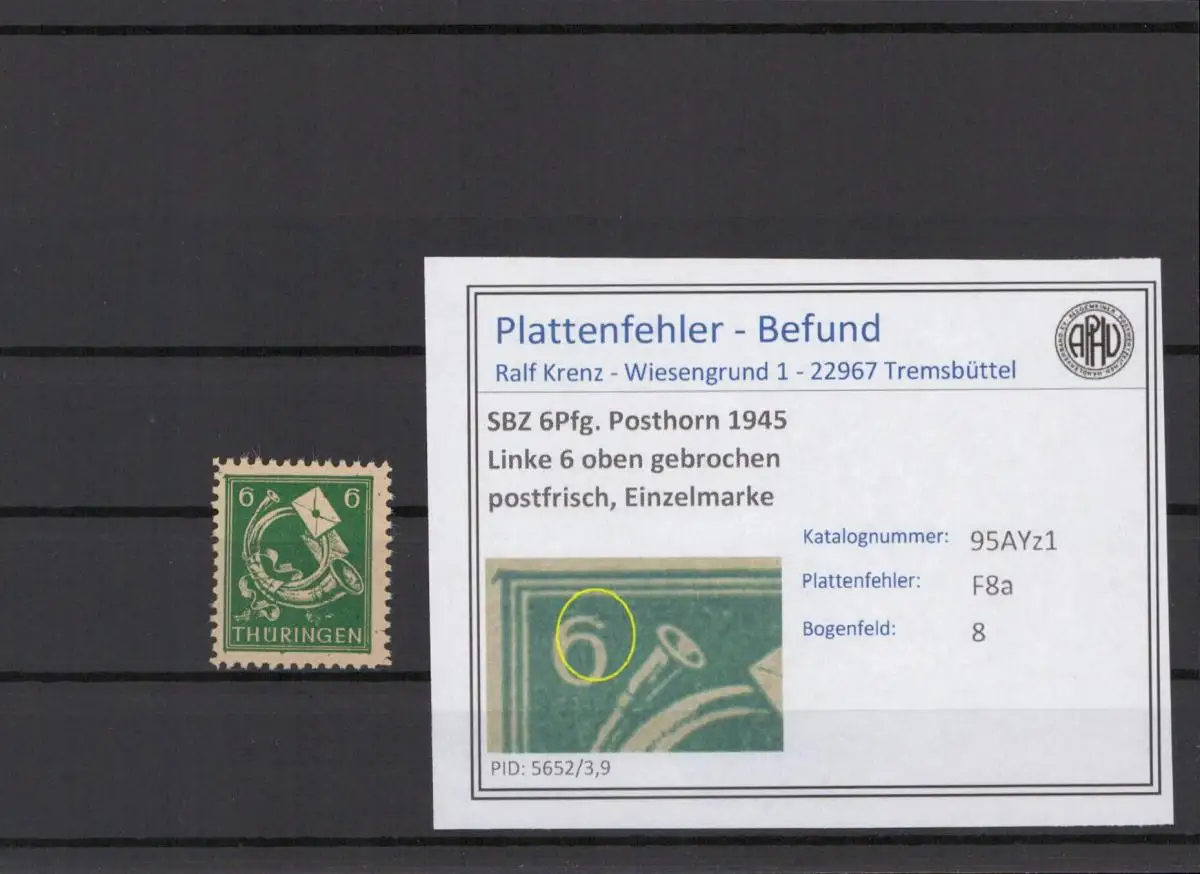 6 6
THÜRINGEN
Plattenfehler - Befund
Ralf Krenz - Wiesengrund 1 - 22967 Tremsbüttel
APHV
SBZ 6Pfg. Posthorn 1945
Linke 6 oben gebrochen
postfrisch, Einzelmarke
Katalognummer: 95AYz1
Plattenfehler: F8a
Bogenfeld: 8
6
PID: 5652/3,9